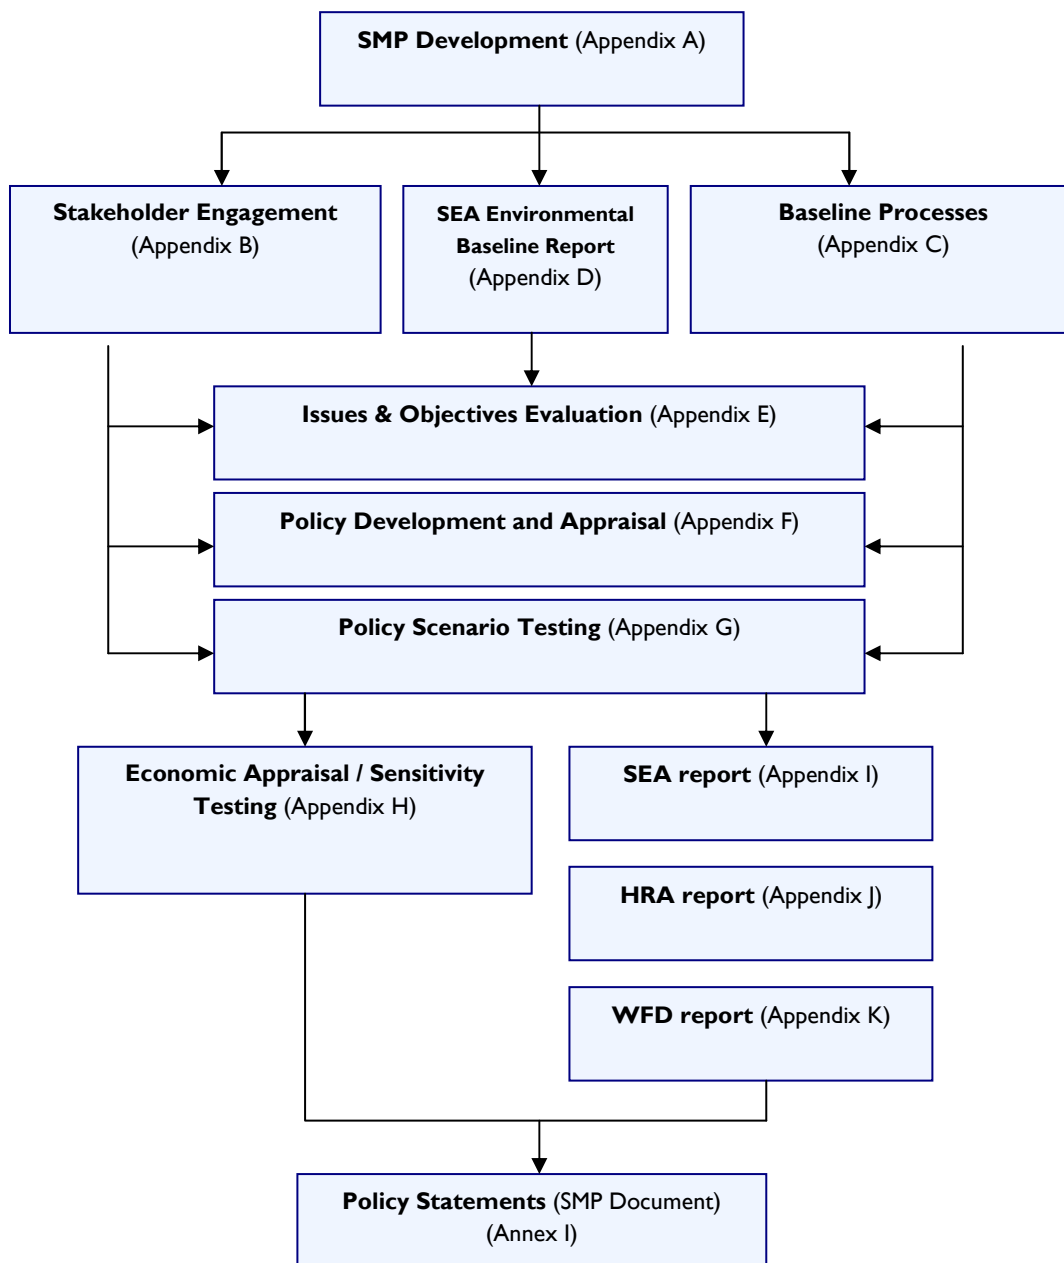 SMP Development (Appendix A)
Stakeholder Engagement
(Appendix B)
SEA Environmental
Baseline Report
(Appendix D)
Baseline Processes
(Appendix C)
Issues & Objectives Evaluation (Appendix E)
Policy Development and Appraisal (Appendix F)
Policy Scenario Testing (Appendix G)
Economic Appraisal / Sensitivity
Testing (Appendix H)
SEA report (Appendix I)
HRA report (Appendix J)
WFD report (Appendix K)
Policy Statements (SMP Document)
(Annex I)